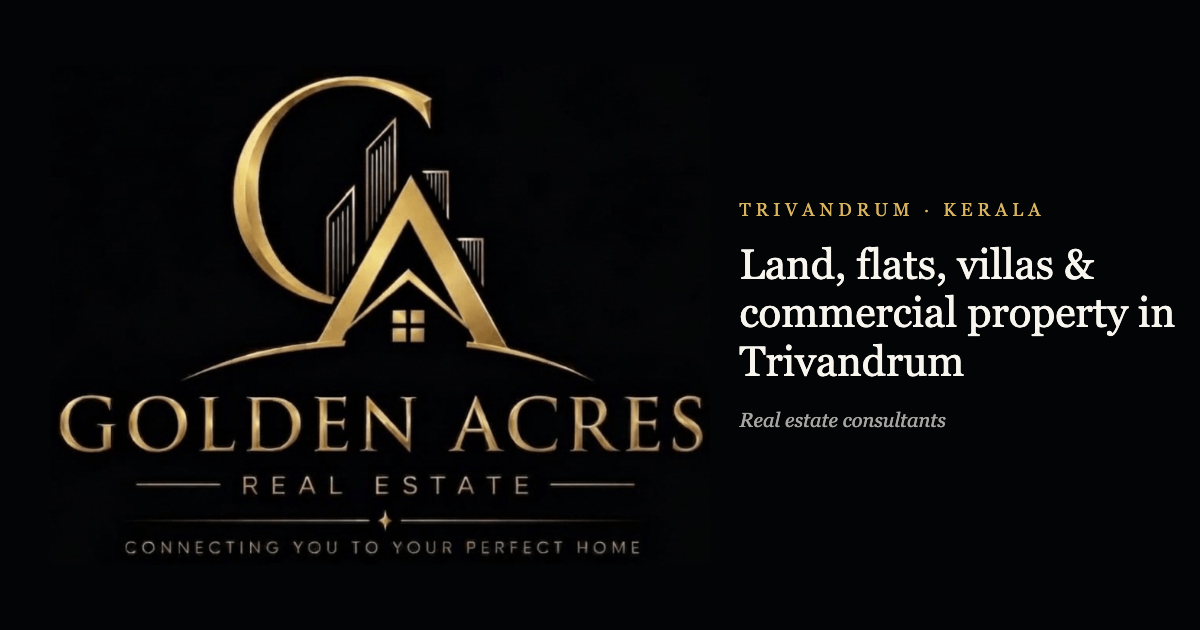 GOLDEN ACRES
REAL ESTATE
CONNECTING YOU TO YOUR PERFECT HOME
TRIVANDRUM · KERALA
Land, flats, villas &
commercial property in
Trivandrum
Real estate consultants